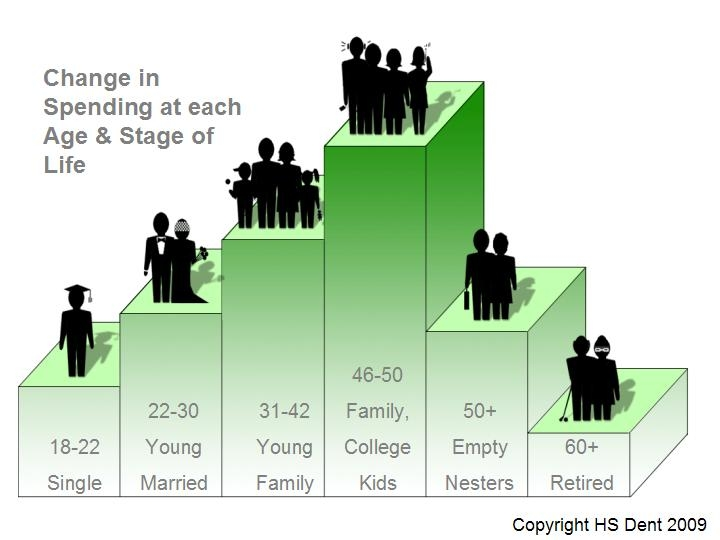 Change in
Spending at each
Age & Stage of
Life
18-22
Single
22-30
Young
Married
31-42
Young
Family
46-50
Family,
College
Kids
50+
Empty
Nesters
60+
Retired
Copyright HS Dent 2009